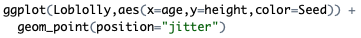 ggplot(Loblolly,aes(x=age,y=height,color=Seed)) +
  geom_point(position="jitter")